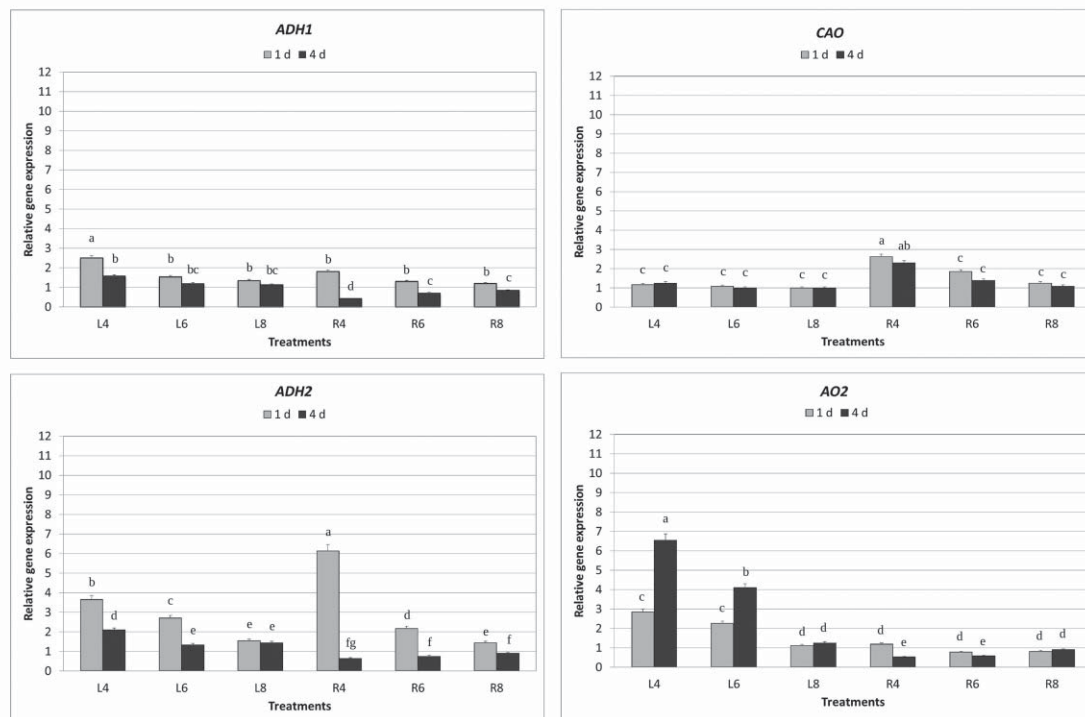 ADH1
1 d 4 d
12
11
10
9
8
7
6
5
4
3
2
1
0
Relative gene expression
a b b bc b bc b d b c b c
L4 L6 L8 R4 R6 R8
Treatments
CAO
1 d 4 d
12
11
10
9
8
7
6
5
4
3
2
1
0
Relative gene expression
c c c c c c a ab c c c c
L4 L6 L8 R4 R6 R8
Treatments
ADH2
1 d 4 d
12
11
10
9
8
7
6
5
4
3
2
1
0
Relative gene expression
b d c e e e a fg d f e f
L4 L6 L8 R4 R6 R8
Treatments
AO2
1 d 4 d
12
11
10
9
8
7
6
5
4
3
2
1
0
Relative gene expression
c a c b d d d e d e d d
L4 L6 L8 R4 R6 R8
Treatments